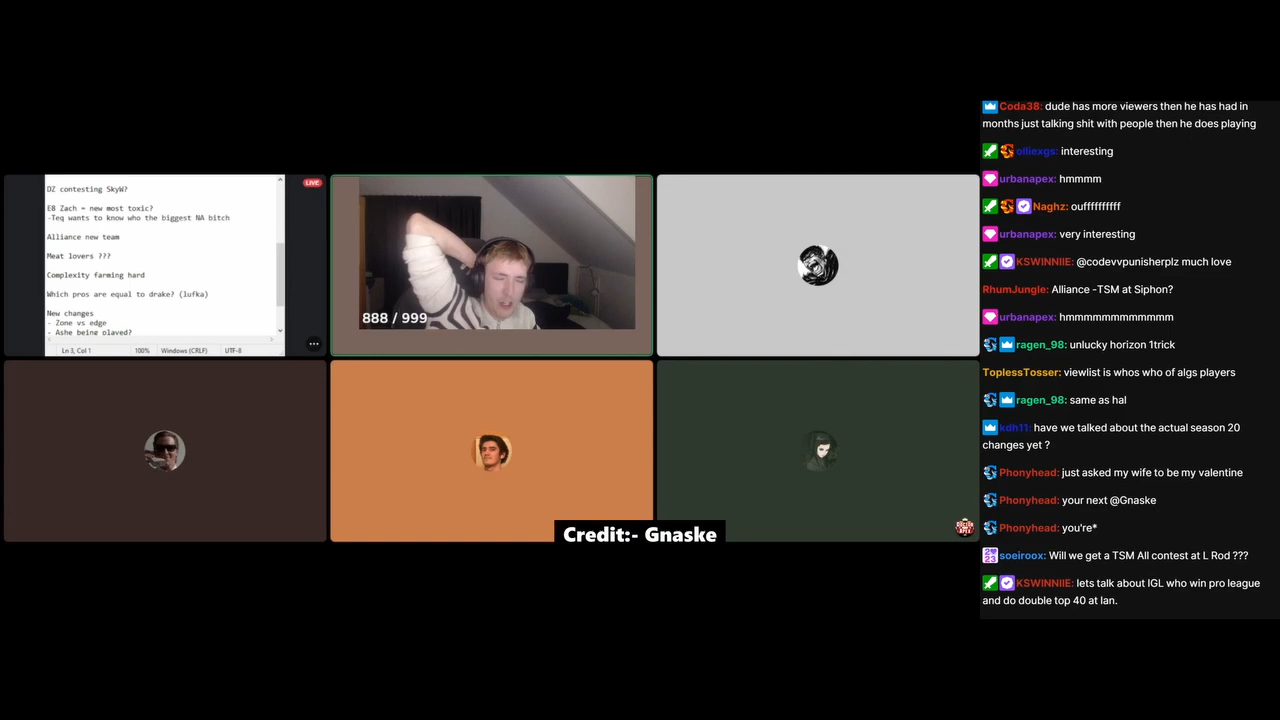 DZ contesting SkyW?
E8 Zach = new most toxic?
-Teq wants to know who the biggest NA bitch
Alliance new team
Meat lovers ???
Complexity farming hard
Which pros are equal to drake? (lufka)
New changes
- Zone vs edge
- Ashe being played?
Ln 3, Col 1 100% Windows (CRLF) UTF-8
LIVE
888 / 999
Credit:- Gnaske
Coda38: dude has more viewers then he has had in
months just talking shit with people then he does playing
olliexgs: interesting
urbanapex: hmmmm
Naghz: oufffffffff
urbanapex: very interesting
KSWINNIIE: @codevvpunisherplz much love
RhumJungle: Alliance -TSM at Siphon?
urbanapex: hmmmmmmmmmmmm
ragen_98: unlucky horizon 1trick
ToplessTosser: viewlist is whos who of algs players
ragen_98: same as hal
kdh11: have we talked about the actual season 20
changes yet ?
Phonyhead: just asked my wife to be my valentine
Phonyhead: your next @Gnaske
Phonyhead: you're*
soeiroox: Will we get a TSM All contest at L Rod ???
KSWINNIIE: lets talk about IGL who win pro league
and do double top 40 at lan.